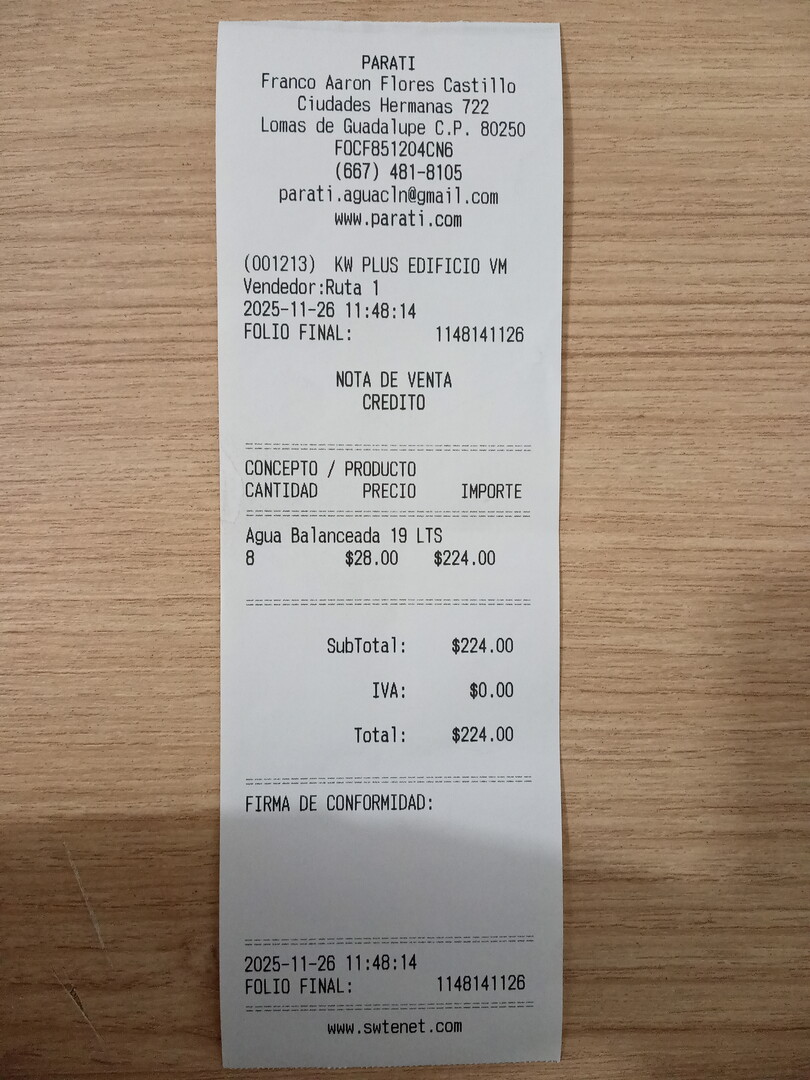 PARATI
Franco Aaron Flores Castillo
Ciudades Hermanas 722
Lomas de Guadalupe C.P. 80250
FOCF851204CN6
(667) 481-8105
parati.aguacln@gmail.com
www.parati.com
(001213) KW PLUS EDIFICIO VM
Vendedor:Ruta 1
2025-11-26 11:48:14
FOLIO FINAL: 1148141126
NOTA DE VENTA
CREDITO
CONCEPTO / PRODUCTO
CANTIDAD PRECIO IMPORTE
Agua Balanceada 19 LTS
8 $28.00 $224.00
SubTotal: $224.00
IVA: $0.00
Total: $224.00
FIRMA DE CONFORMIDAD:
2025-11-26 11:48:14
FOLIO FINAL: 1148141126
www.swtenet.com